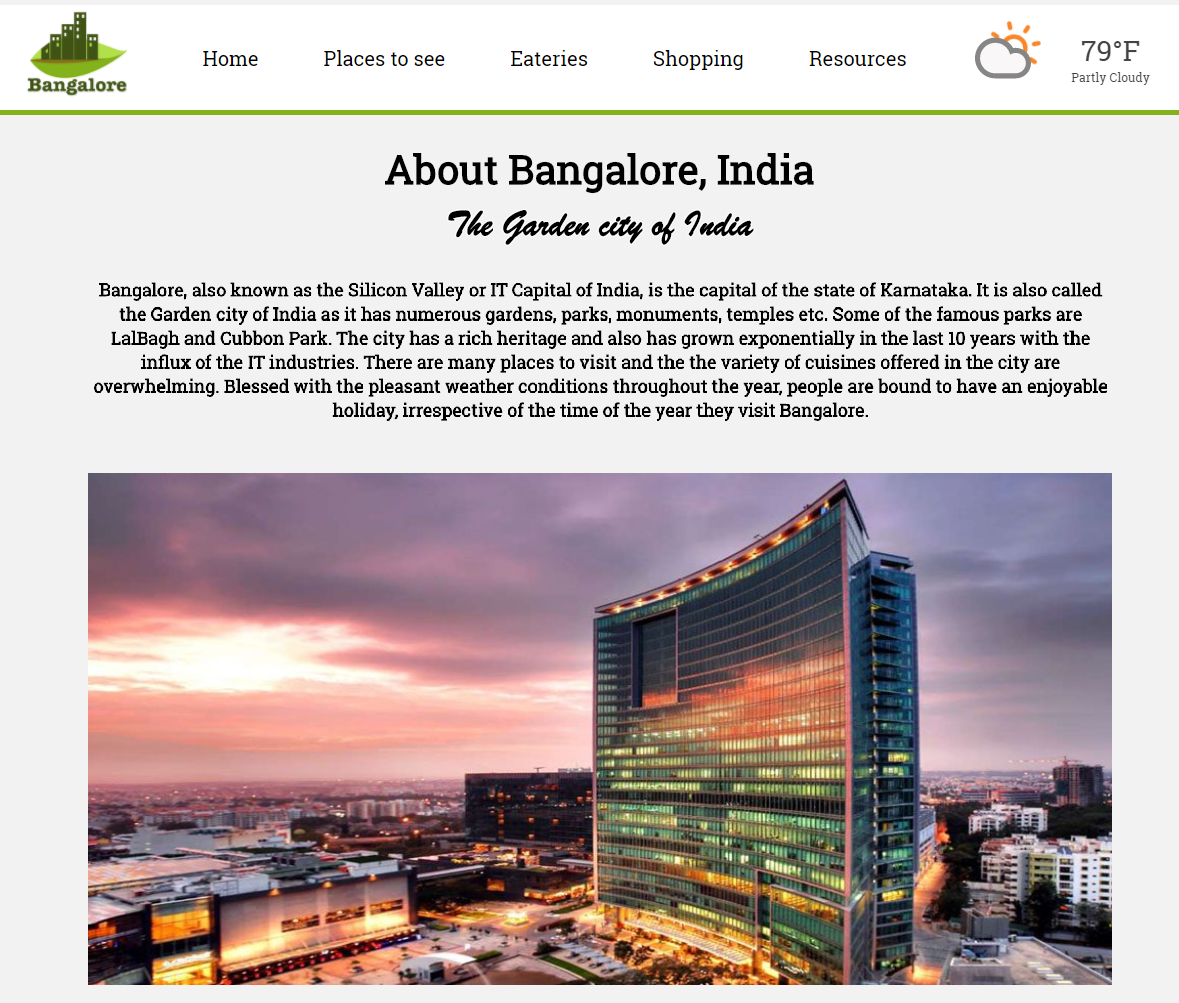 Bangalore
Home
Places to see
Eateries
Shopping
Resources
79°F
Partly Cloudy
About Bangalore, India
The Garden city of India
Bangalore, also known as the Silicon Valley or IT Capital of India, is the capital of the state of Karnataka. It is also called
the Garden city of India as it has numerous gardens, parks, monuments, temples etc. Some of the famous parks are
LalBagh and Cubbon Park. The city has a rich heritage and also has grown exponentially in the last 10 years with the
influx of the IT industries. There are many places to visit and the the variety of cuisines offered in the city are
overwhelming. Blessed with the pleasant weather conditions throughout the year, people are bound to have an enjoyable
holiday, irrespective of the time of the year they visit Bangalore.